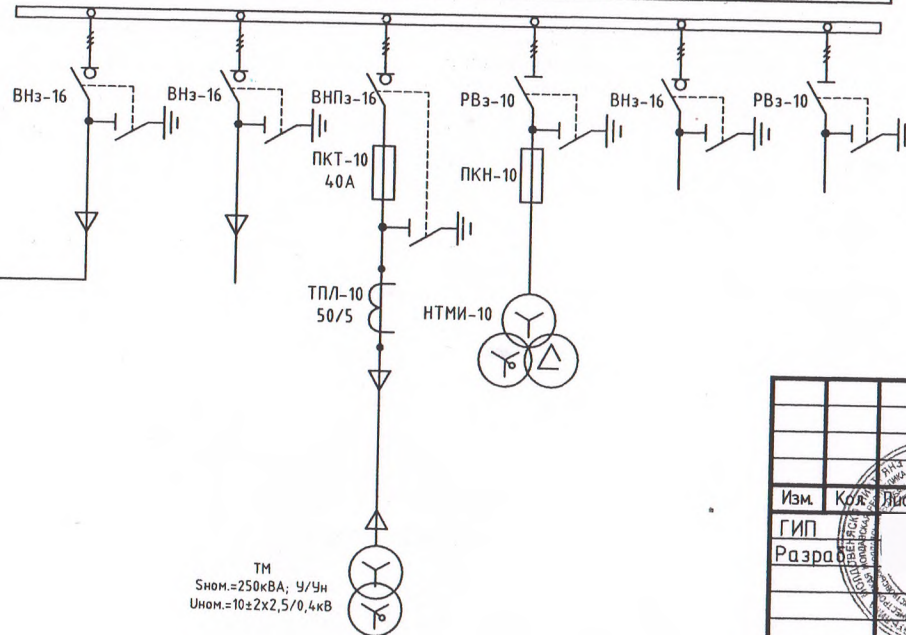 ВНз-16
ВНз-16
ВНПз-16
РВз-10
ВНз-16
РВз-10
ПКТ-10
40А
ПКН-10
ТПЛ-10
50/5
НТМИ-10
ТМ
Sном.=250кВА; У/Ун
Uном.=10±2х2,5/0,4кВ
Изм.
Кол.
ГИП